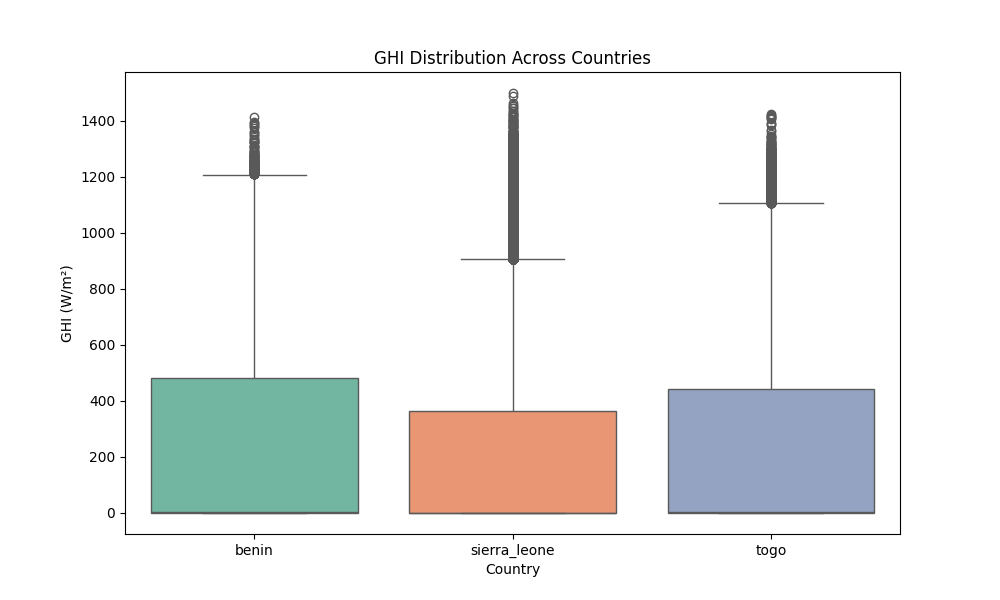 GHI Distribution Across Countries
GHI (W/m²)
1400
1200
1000
800
600
400
200
0
benin
sierra_leone
togo
Country